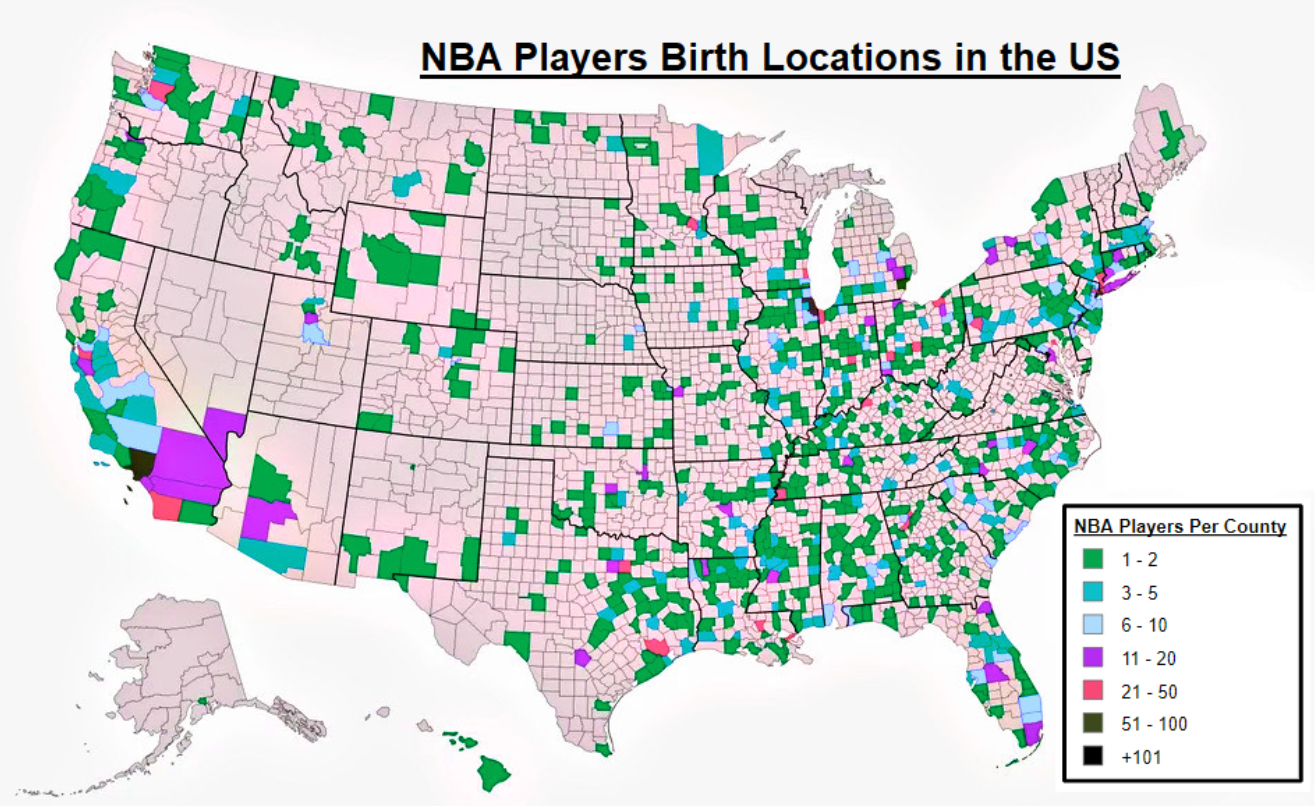 NBA Players Birth Locations in the US
NBA Players Per County
1 - 2
3 - 5
6 - 10
11 - 20
21 - 50
51 - 100
+101